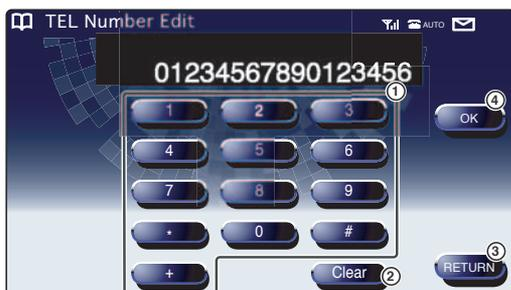 TEL Number Edit AUTO
01234567890123456
①
1 2 3 ④ OK
4 5 6
7 8 9
* 0 # ③
+ Clear ② RETURN